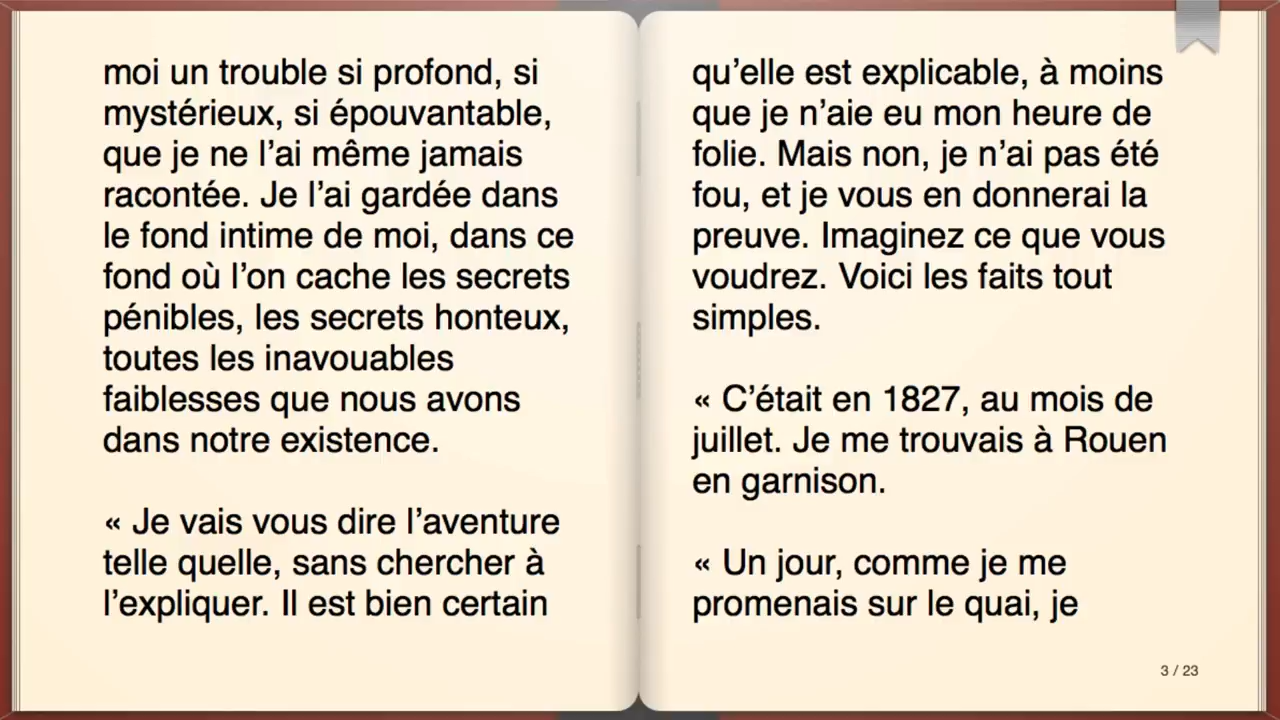 moi un trouble si profond, si
mystérieux, si épouvantable,
que je ne l’ai même jamais
racontée. Je l’ai gardée dans
le fond intime de moi, dans ce
fond où l’on cache les secrets
pénibles, les secrets honteux,
toutes les inavouables
faiblesses que nous avons
dans notre existence.
« Je vais vous dire l’aventure
telle quelle, sans chercher à
l’expliquer. Il est bien certain
qu’elle est explicable, à moins
que je n’aie eu mon heure de
folie. Mais non, je n’ai pas été
fou, et je vous en donnerai la
preuve. Imaginez ce que vous
voudrez. Voici les faits tout
simples.
« C’était en 1827, au mois de
juillet. Je me trouvais à Rouen
en garnison.
« Un jour, comme je me
promenais sur le quai, je
3 / 23